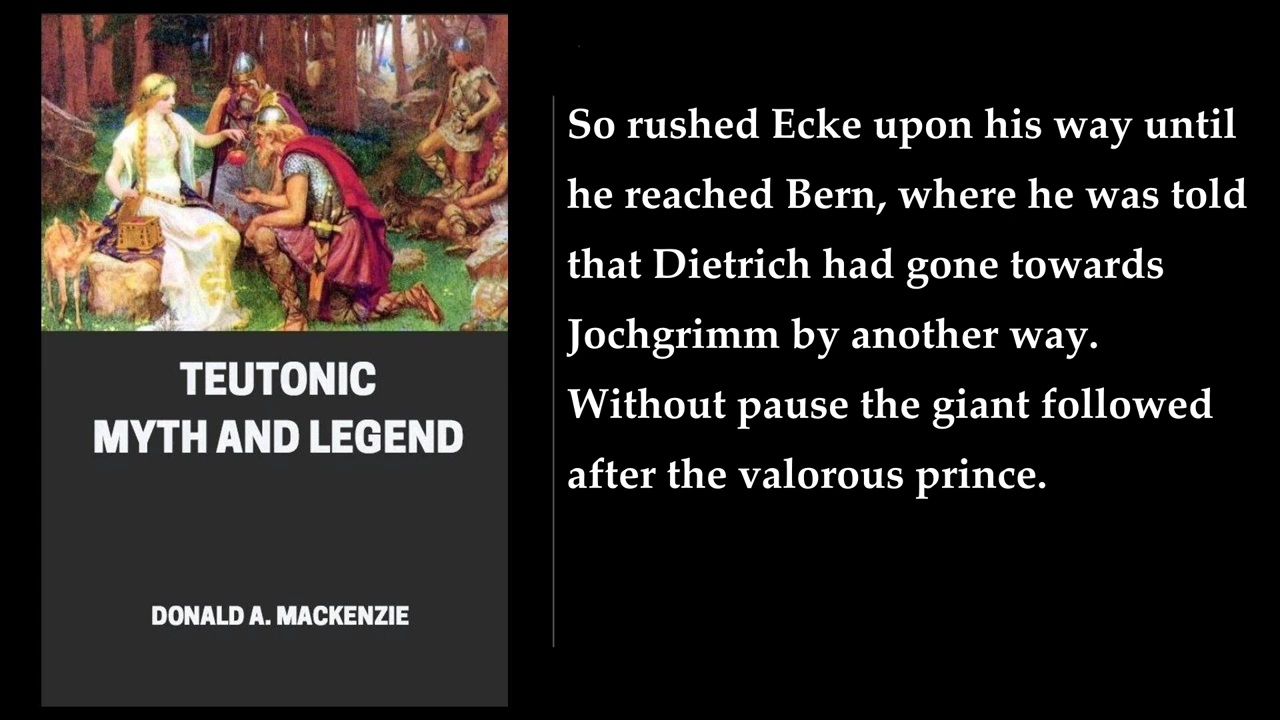 TEUTONIC
MYTH AND LEGEND
DONALD A. MACKENZIE
So rushed Ecke upon his way until
he reached Bern, where he was told
that Dietrich had gone towards
Jochgrimm by another way.
Without pause the giant followed
after the valorous prince.